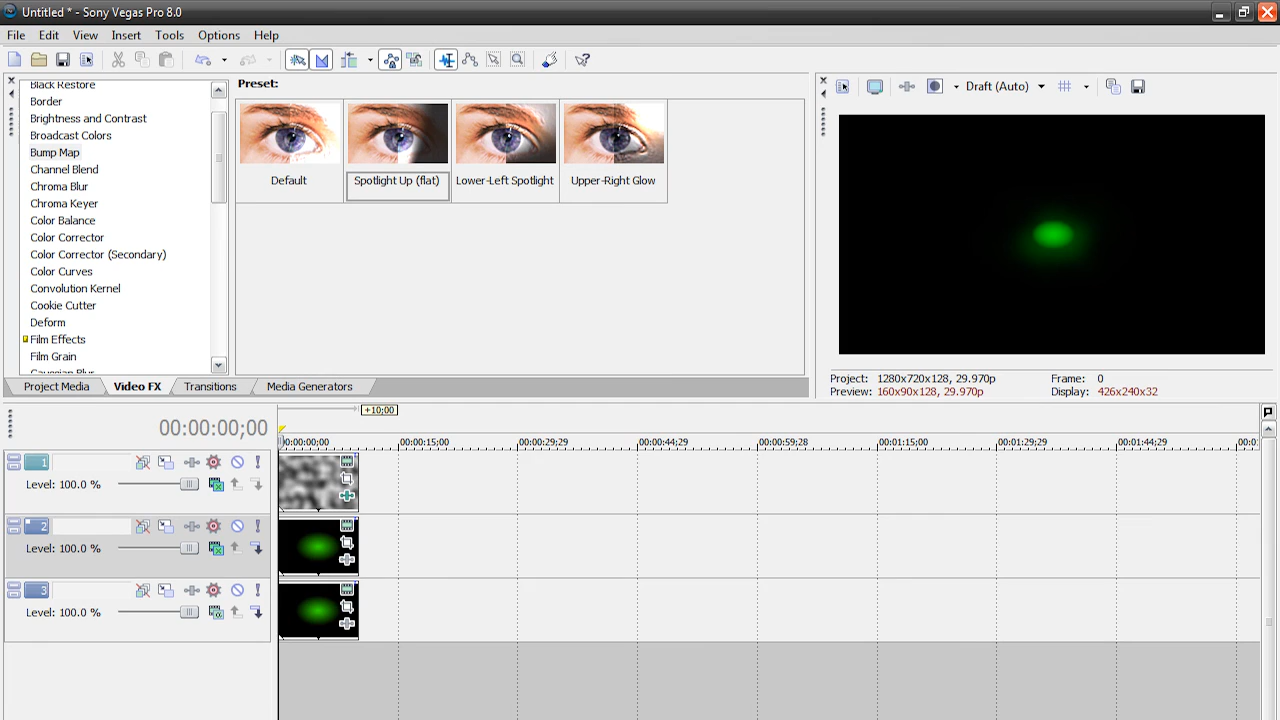 Untitled * - Sony Vegas Pro 8.0
File Edit View Insert Tools Options Help
Black Restore
Border
Brightness and Contrast
Broadcast Colors
Bump Map
Channel Blend
Chroma Blur
Chroma Keyer
Color Balance
Color Corrector
Color Corrector (Secondary)
Color Curves
Convolution Kernel
Cookie Cutter
Deform
Film Effects
Film Grain
Gaussian Blur
Preset:
Default Spotlight Up (flat) Lower-Left Spotlight Upper-Right Glow
Draft (Auto)
Project: 1280x720x128, 29.970p Frame: 0
Preview: 160x90x128, 29.970p Display: 426x240x32
Project Media Video FX Transitions Media Generators
+10;00
00:00:00;00
0:00:00;00 00:00:15;00 00:00:29;29 00:00:44;29 00:00:59;28 00:01:15;00 00:01:29;29 00:01:44;29 00:0
1
Level: 100.0 %
2
Level: 100.0 %
3
Level: 100.0 %